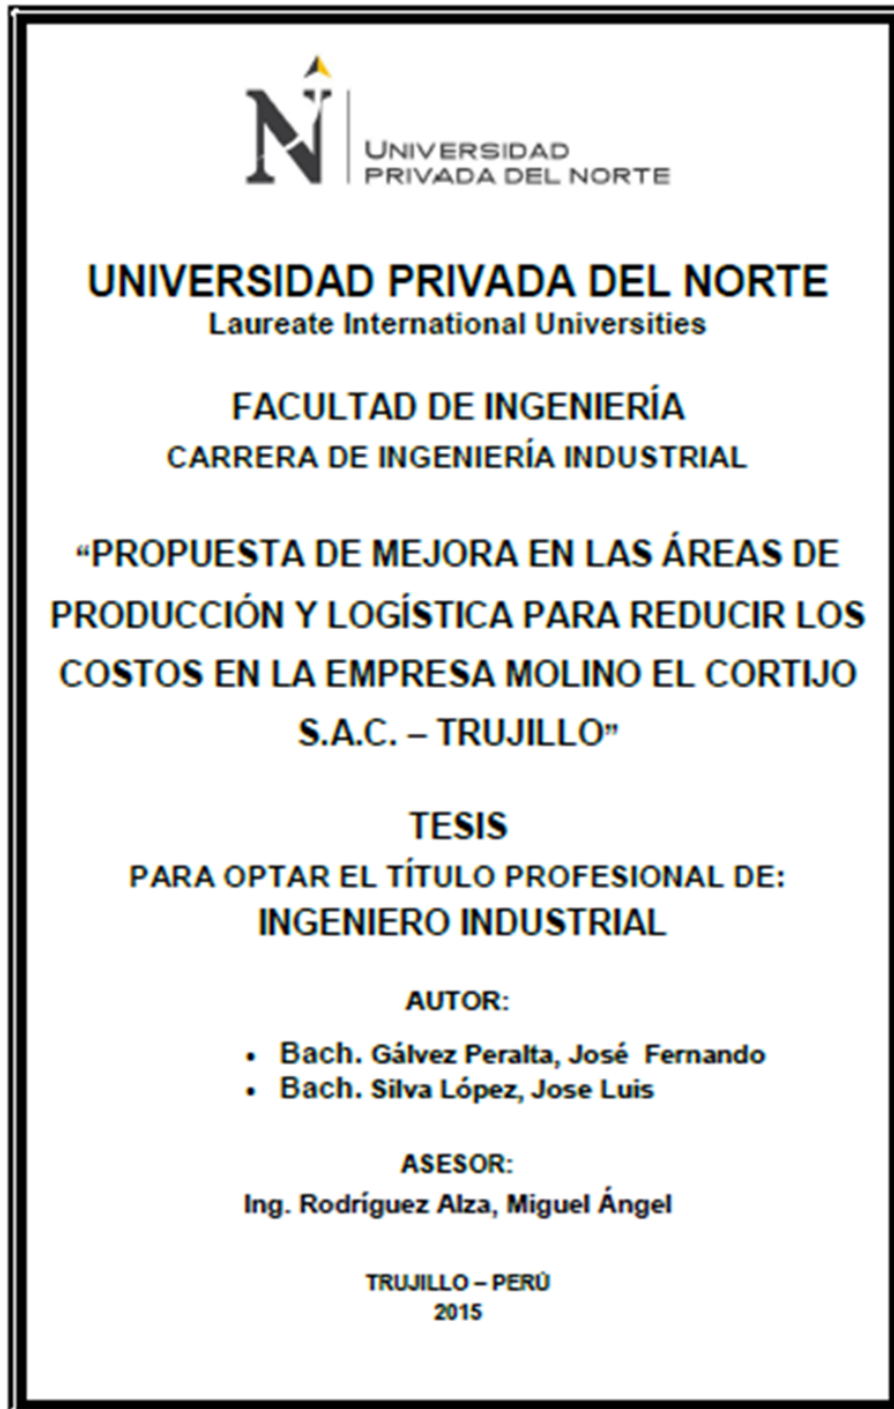 UNIVERSIDAD
PRIVADA DEL NORTE
UNIVERSIDAD PRIVADA DEL NORTE
Laureate International Universities
FACULTAD DE INGENIERÍA
CARRERA DE INGENIERÍA INDUSTRIAL
“PROPUESTA DE MEJORA EN LAS ÁREAS DE
PRODUCCIÓN Y LOGÍSTICA PARA REDUCIR LOS
COSTOS EN LA EMPRESA MOLINO EL CORTIJO
S.A.C. – TRUJILLO”
TESIS
PARA OPTAR EL TÍTULO PROFESIONAL DE:
INGENIERO INDUSTRIAL
AUTOR:
• Bach. Gálvez Peralta, José Fernando
• Bach. Silva López, Jose Luis
ASESOR:
Ing. Rodríguez Alza, Miguel Ángel
TRUJILLO – PERÚ
2015